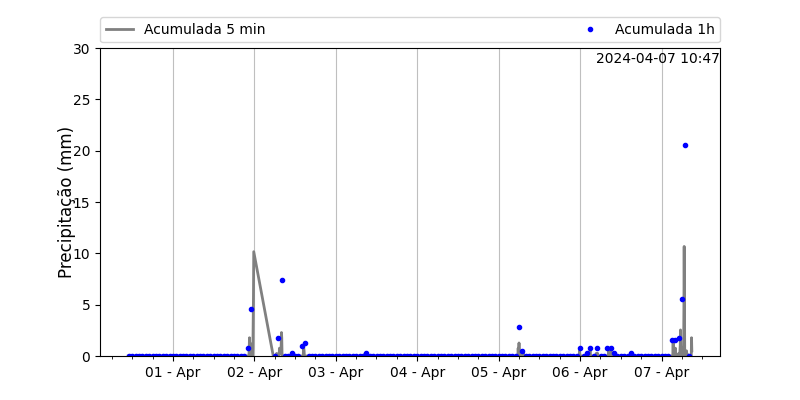 Acumulada 5 min
Acumulada 1h
2024-04-07 10:47
Precipitação (mm)
30
25
20
15
10
5
0
01 - Apr
02 - Apr
03 - Apr
04 - Apr
05 - Apr
06 - Apr
07 - Apr